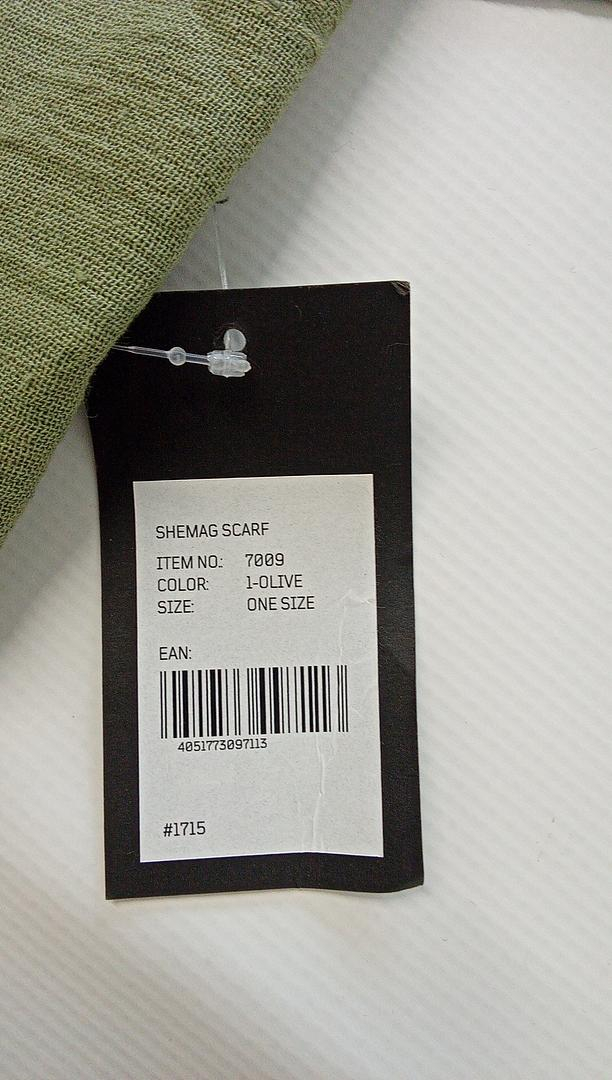 SHEMAG SCARF
ITEM NO.: 7009
COLOR: 1-OLIVE
SIZE: ONE SIZE
EAN:
4051773097113
#1715